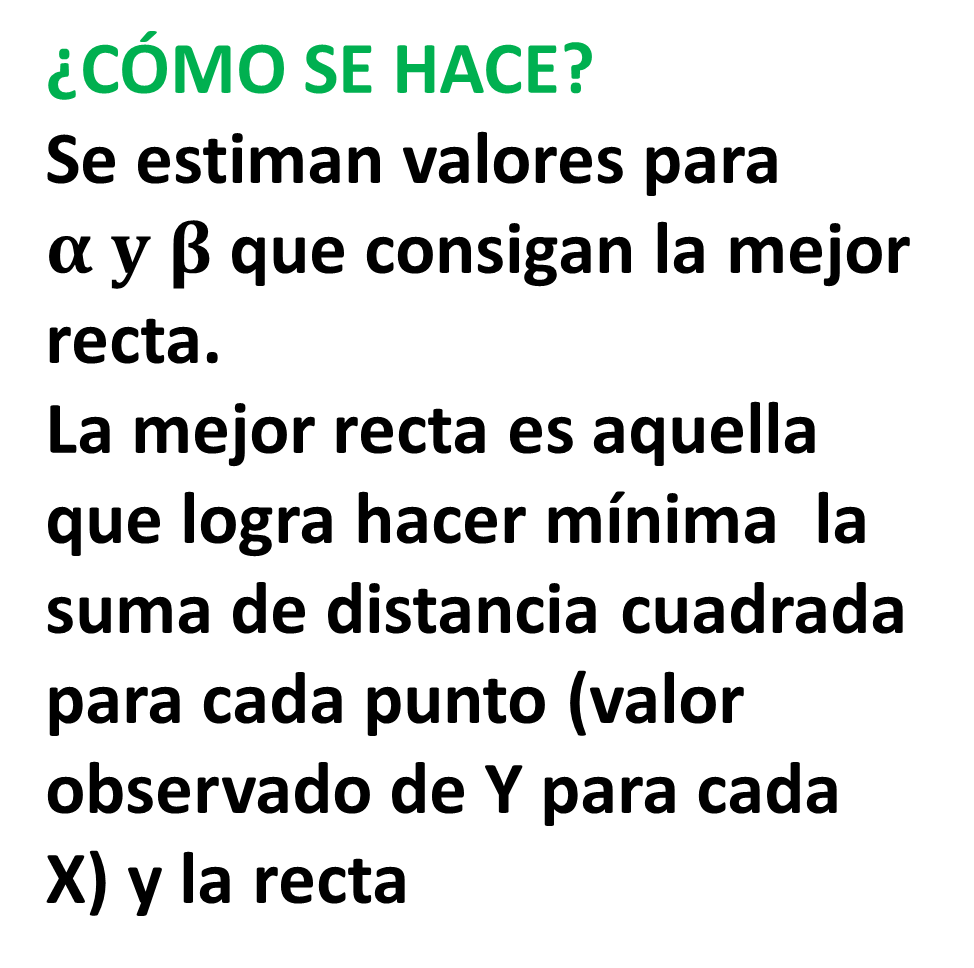 ¿CÓMO SE HACE?
Se estiman valores para
α y β que consigan la mejor
recta.
La mejor recta es aquella
que logra hacer mínima  la
suma de distancia cuadrada
para cada punto (valor
observado de Y para cada
X) y la recta